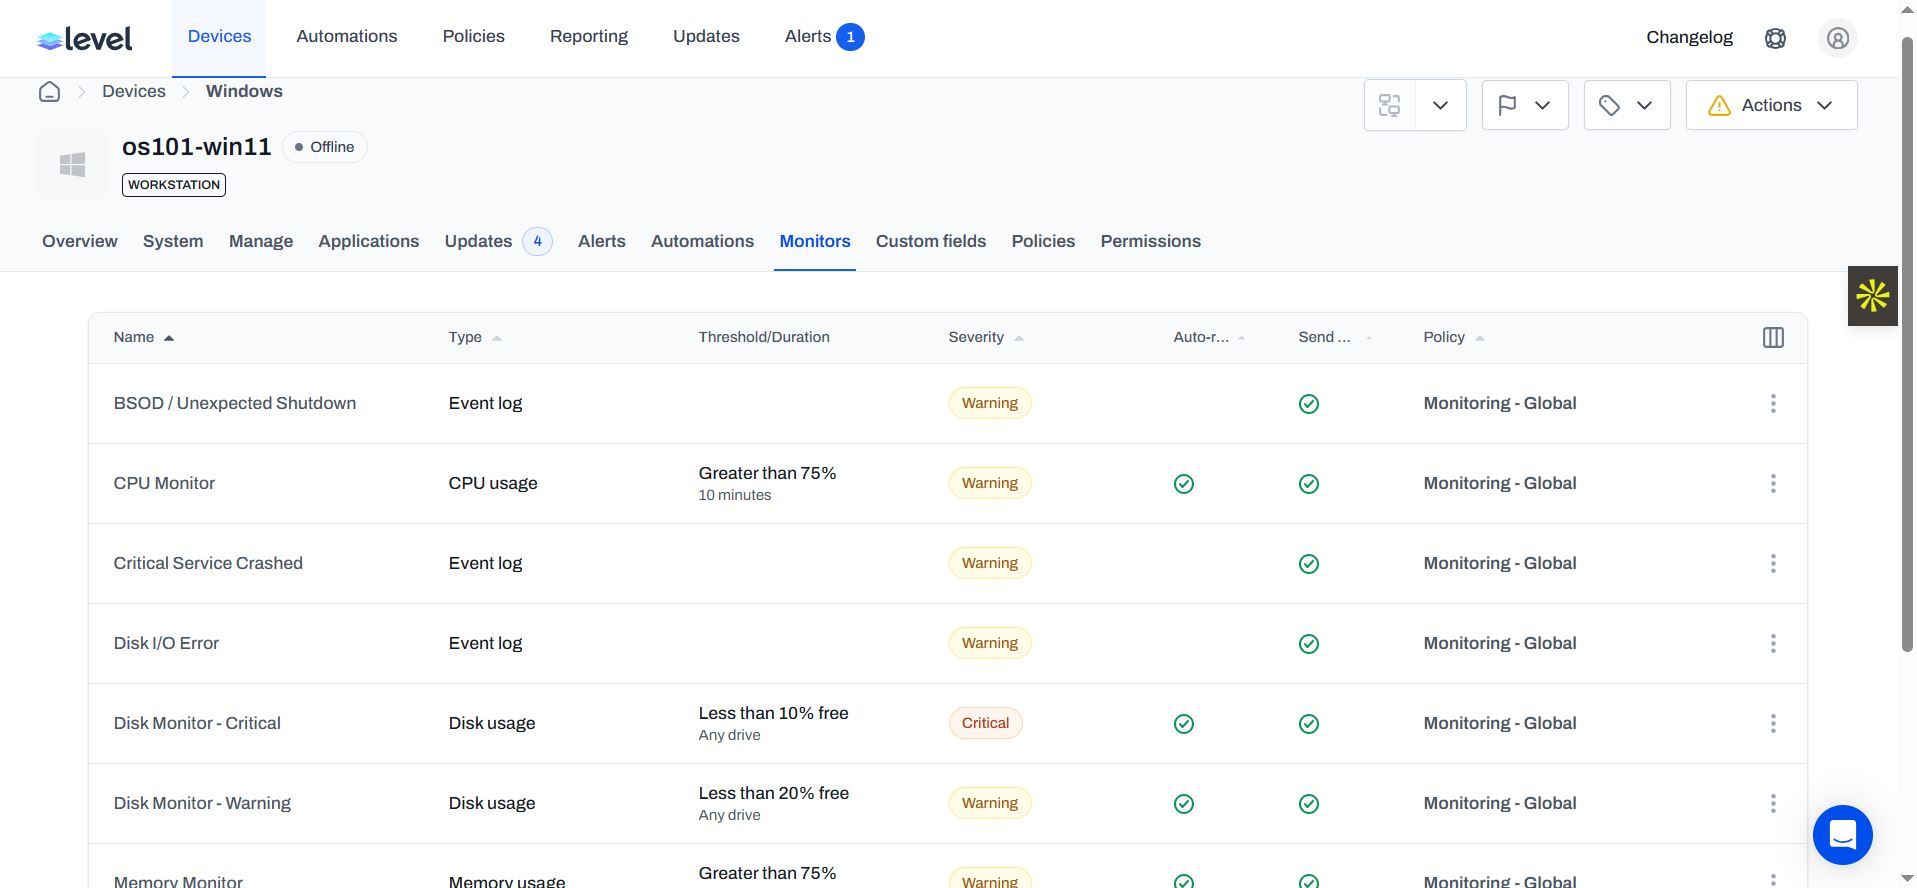 level
Devices
Automations
Policies
Reporting
Updates
Alerts 1
Changelog
Devices
Windows
Actions
os101-win11
Offline
WORKSTATION
Overview
System
Manage
Applications
Updates 4
Alerts
Automations
Monitors
Custom fields
Policies
Permissions
Name
Type
Threshold/Duration
Severity
Auto-r...
Send ...
Policy
BSOD / Unexpected Shutdown
Event log
Warning
Monitoring - Global
CPU Monitor
CPU usage
Greater than 75%
10 minutes
Warning
Monitoring - Global
Critical Service Crashed
Event log
Warning
Monitoring - Global
Disk I/O Error
Event log
Warning
Monitoring - Global
Disk Monitor - Critical
Disk usage
Less than 10% free
Any drive
Critical
Monitoring - Global
Disk Monitor - Warning
Disk usage
Less than 20% free
Any drive
Warning
Monitoring - Global
Memory Monitor
Memory usage
Greater than 75%
Warning
Monitoring - Global